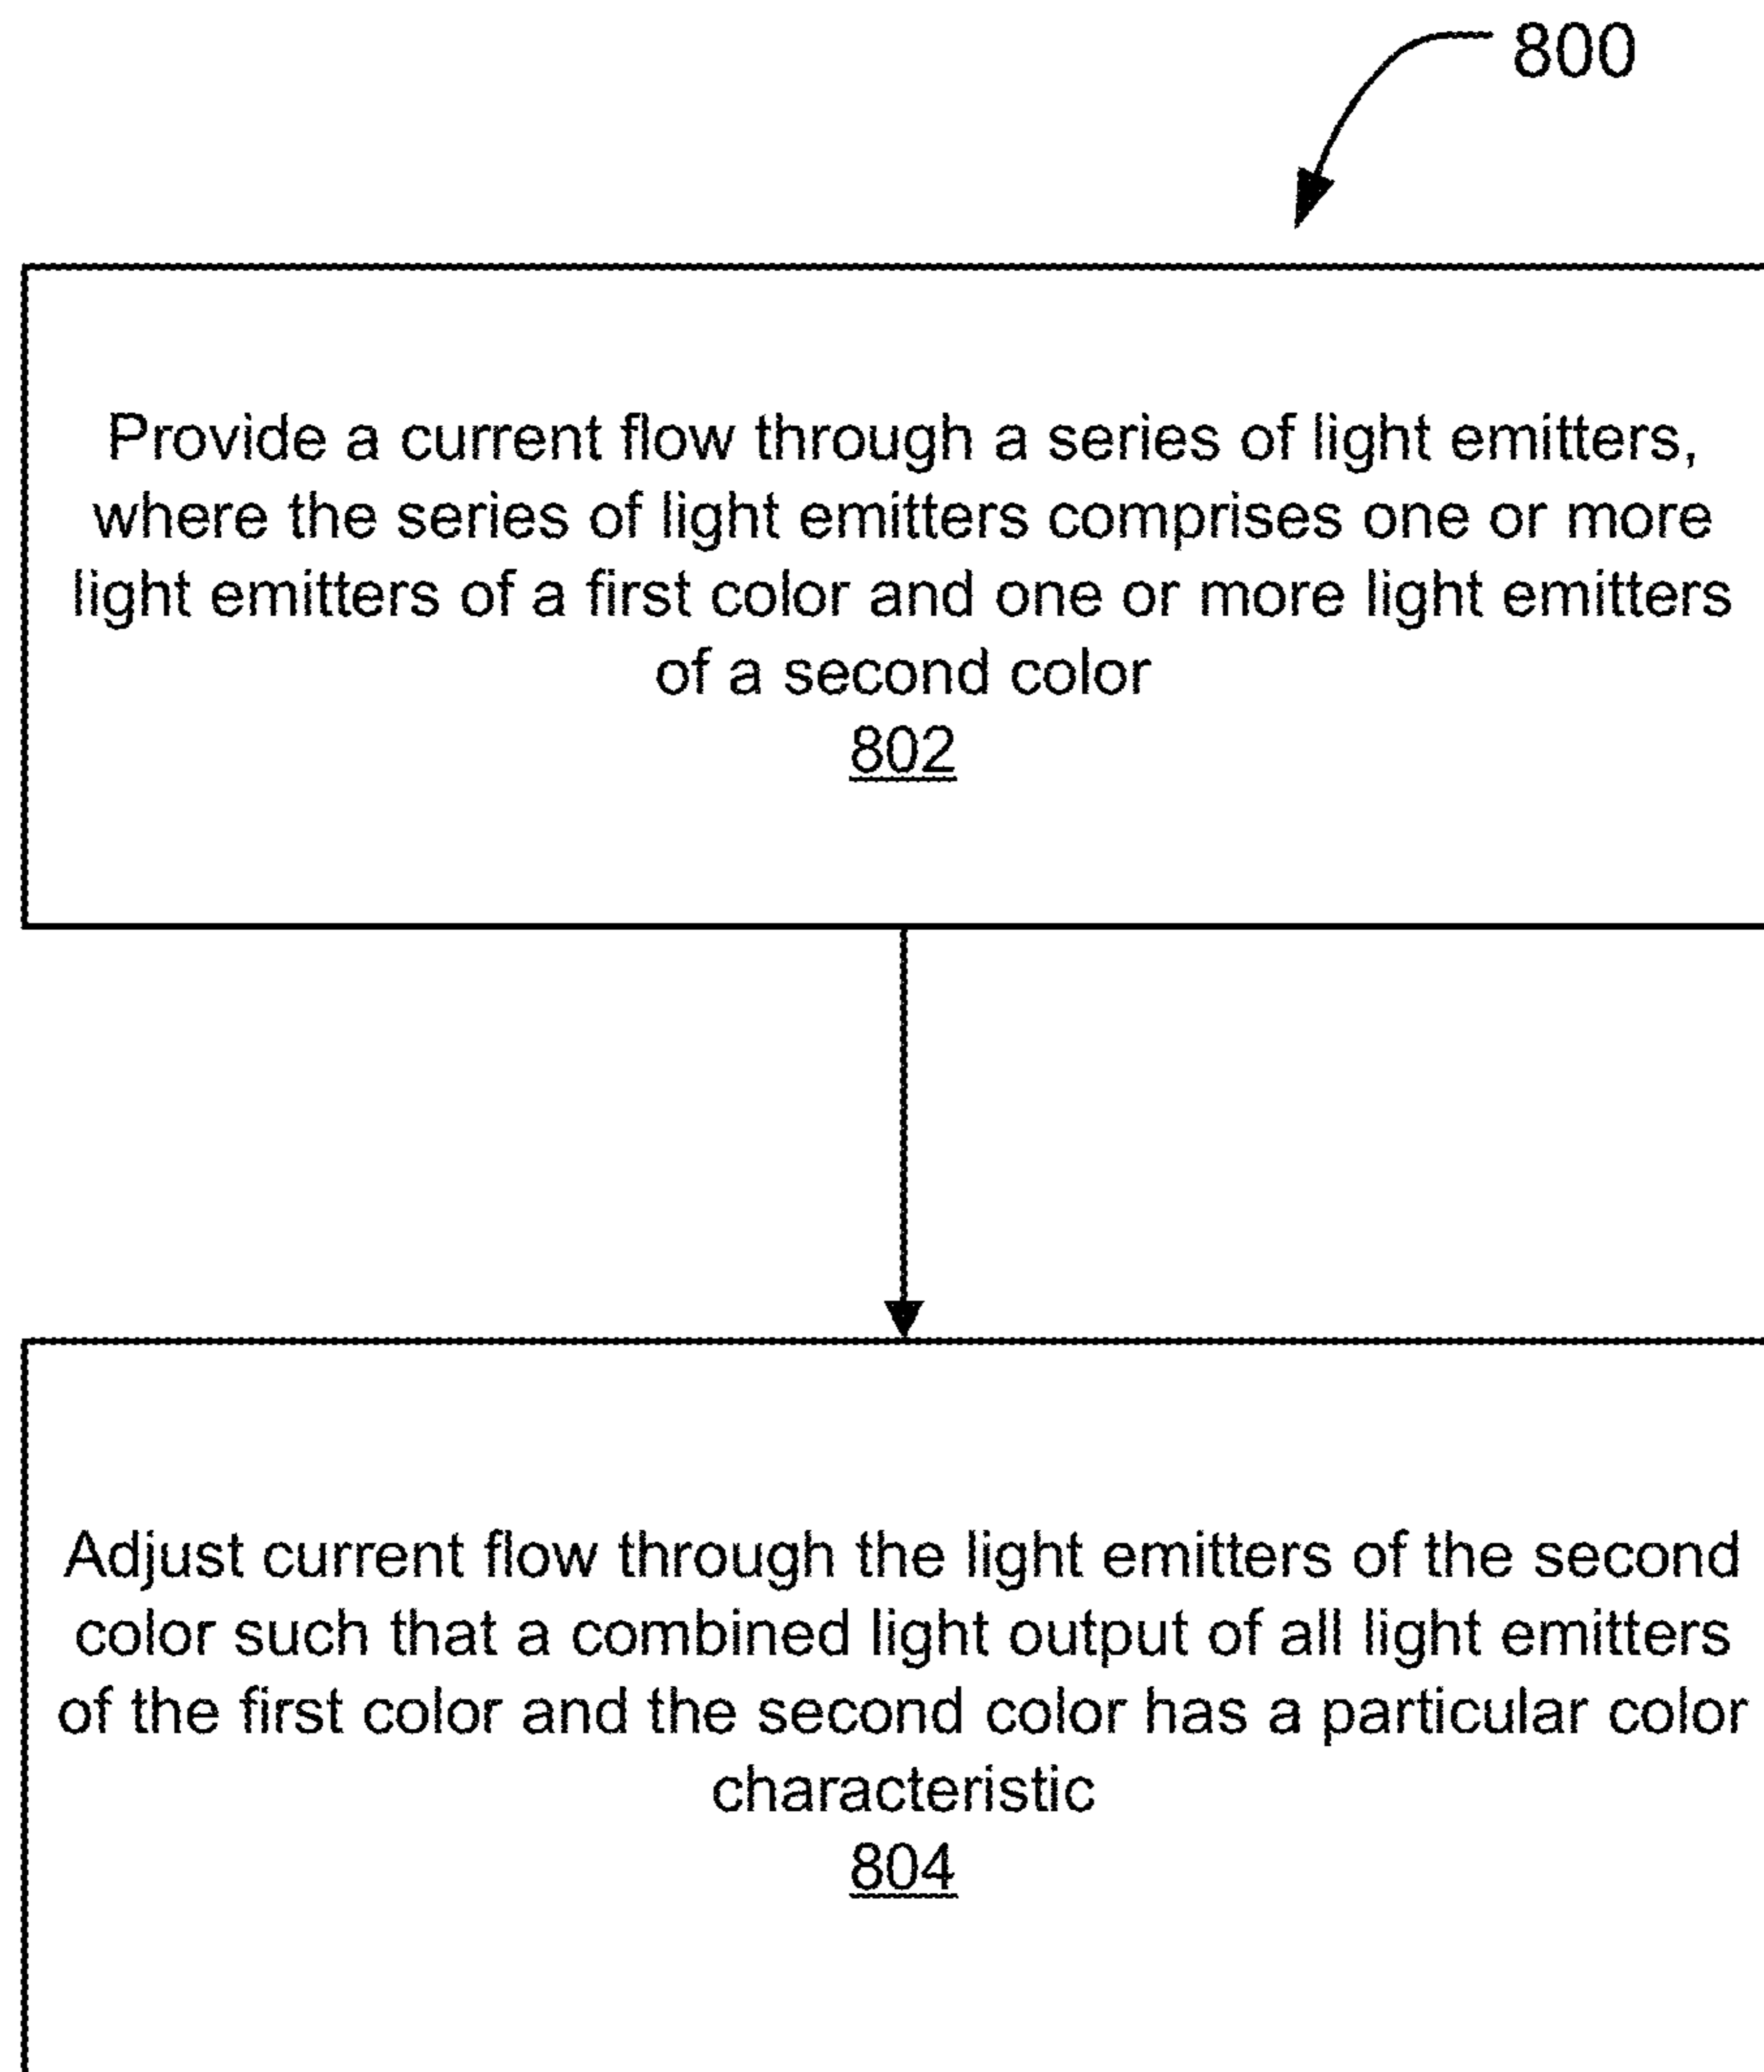 800
Provide a current flow through a series of light emitters,
where the series of light emitters comprises one or more
light emitters of a first color and one or more light emitters
of a second color
802
Adjust current flow through the light emitters of the second
color such that a combined light output of all light emitters
of the first color and the second color has a particular color
characteristic
804